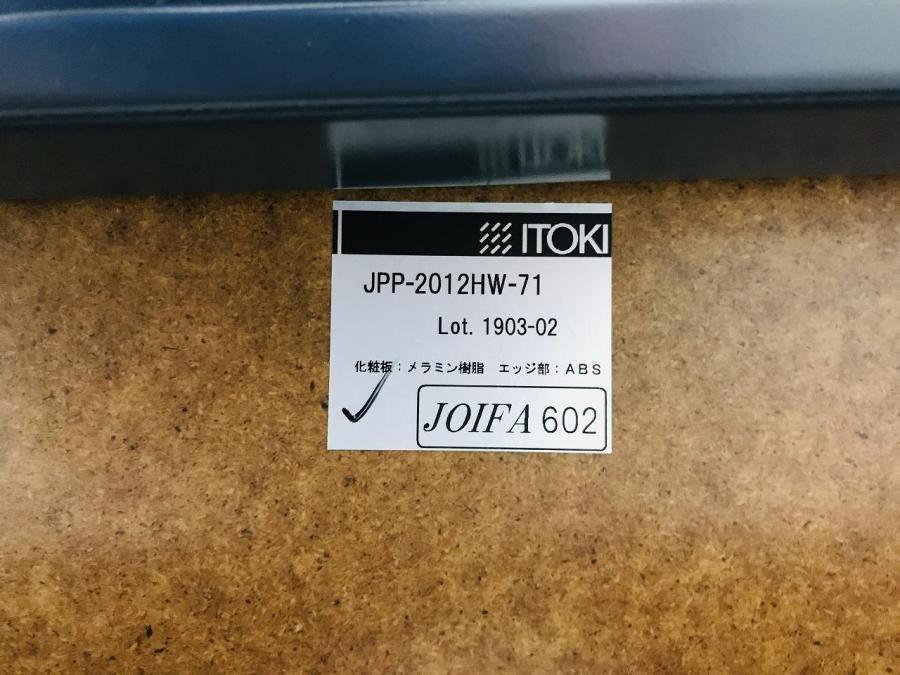 ITOKI
JPP-2012HW-71
Lot. 1903-02
化粧板：メラミン樹脂　エッジ部：ＡＢＳ
JOIFA 602